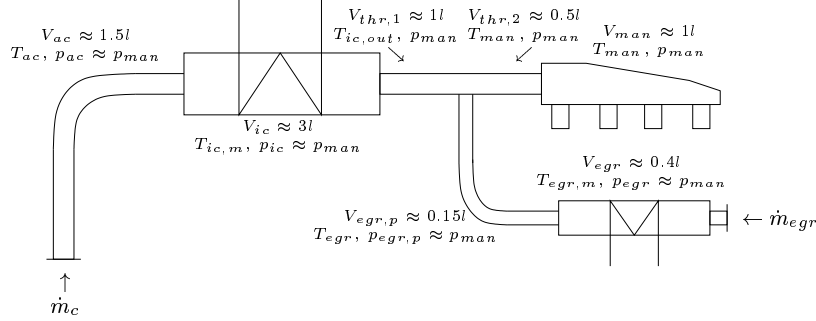 V_{ac} ≈ 1.5l
T_{ac}, p_{ac} ≈ p_{man}
V_{thr,1} ≈ 1l
T_{ic,out}, p_{man}
V_{thr,2} ≈ 0.5l
T_{man}, p_{man}
V_{man} ≈ 1l
T_{man}, p_{man}
V_{ic} ≈ 3l
T_{ic,m}, p_{ic} ≈ p_{man}
V_{egr} ≈ 0.4l
T_{egr,m}, p_{egr} ≈ p_{man}
V_{egr,p} ≈ 0.15l
T_{egr}, p_{egr,p} ≈ p_{man}
← ṁ_{egr}
↑
ṁ_c